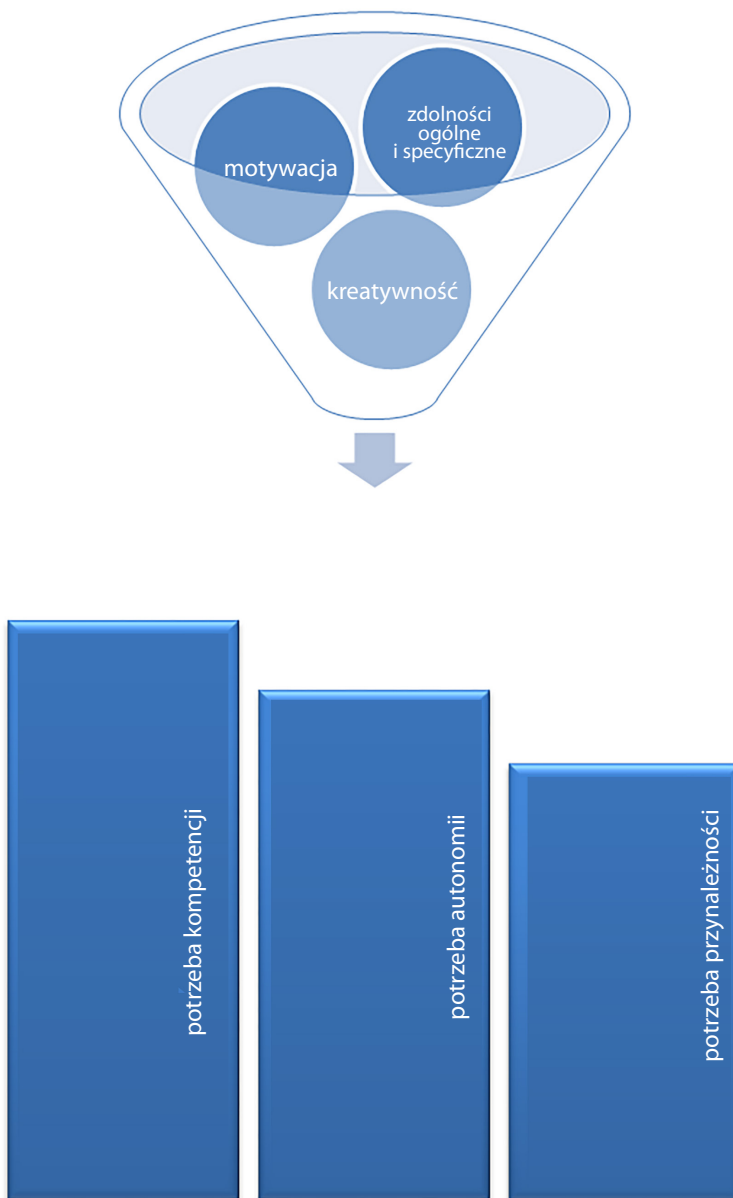 zdolności
ogólne
i specyficzne
motywacja
kreatywność
potrzeba kompetencji
potrzeba autonomii
potrzeba przynależności